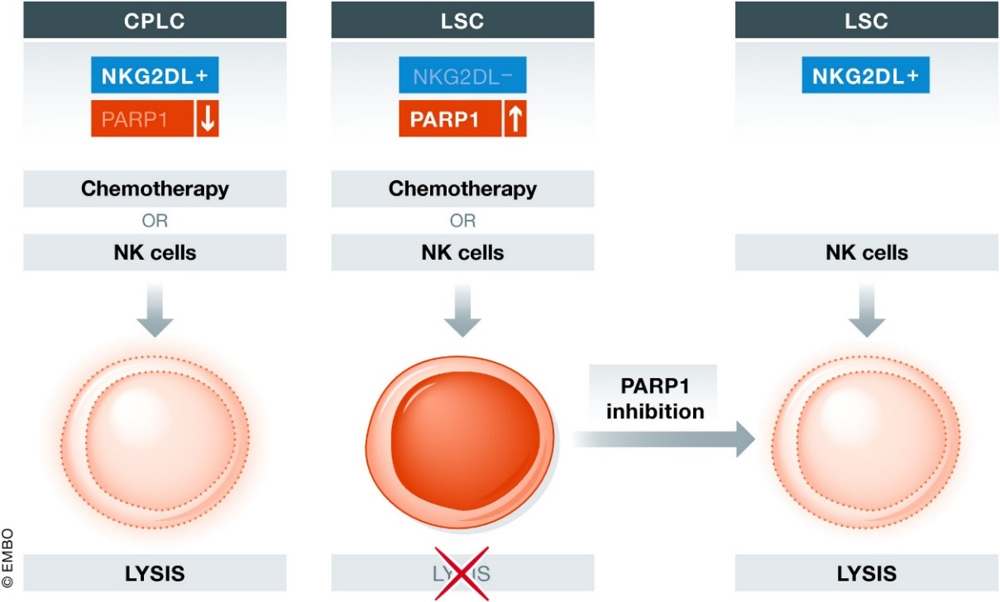 CPLC
NKG2DL+
PARP1 ↓
Chemotherapy
OR
NK cells
LYSIS
LSC
NKG2DL−
PARP1 ↑
Chemotherapy
OR
NK cells
LYSIS
PARP1
inhibition
LSC
NKG2DL+
NK cells
LYSIS
© EMBO